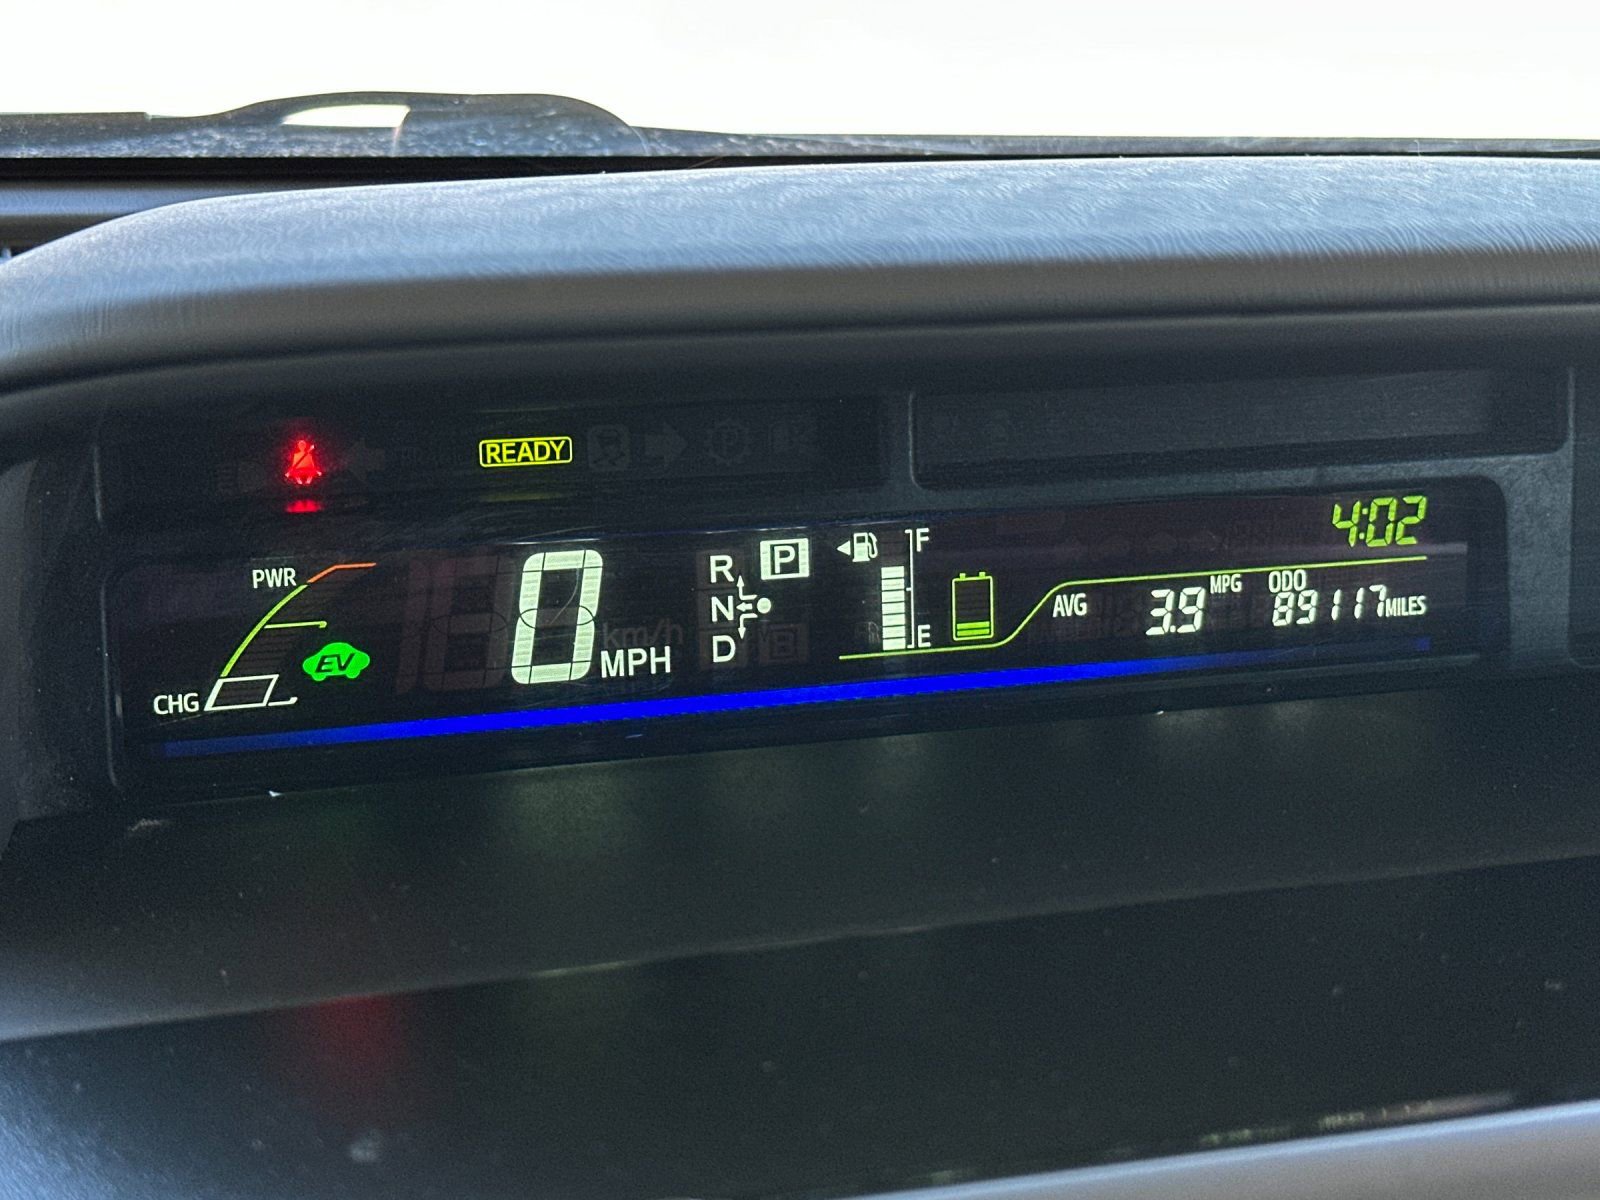 READY
4:02
PWR
CHG
EV
0 MPH
km/h
P
R
N
D
F
E
AVG 3.9 MPG
ODO 89117 MILES